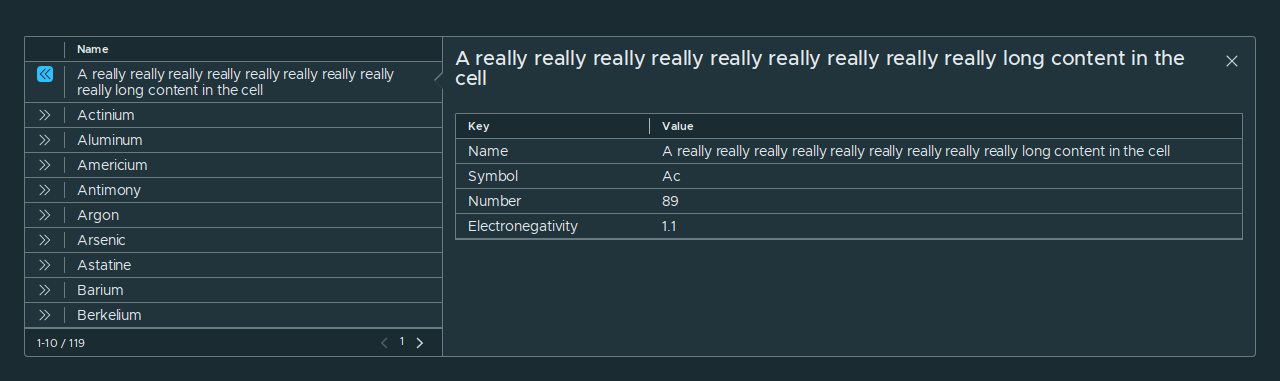 Name
A really really really really really really really really
really long content in the cell
Actinium
Aluminum
Americium
Antimony
Argon
Arsenic
Astatine
Barium
Berkelium
1-10 / 119
1
A really really really really really really really really really long content in the
cell
Key Value
Name A really really really really really really really really really long content in the cell
Symbol Ac
Number 89
Electronegativity 1.1